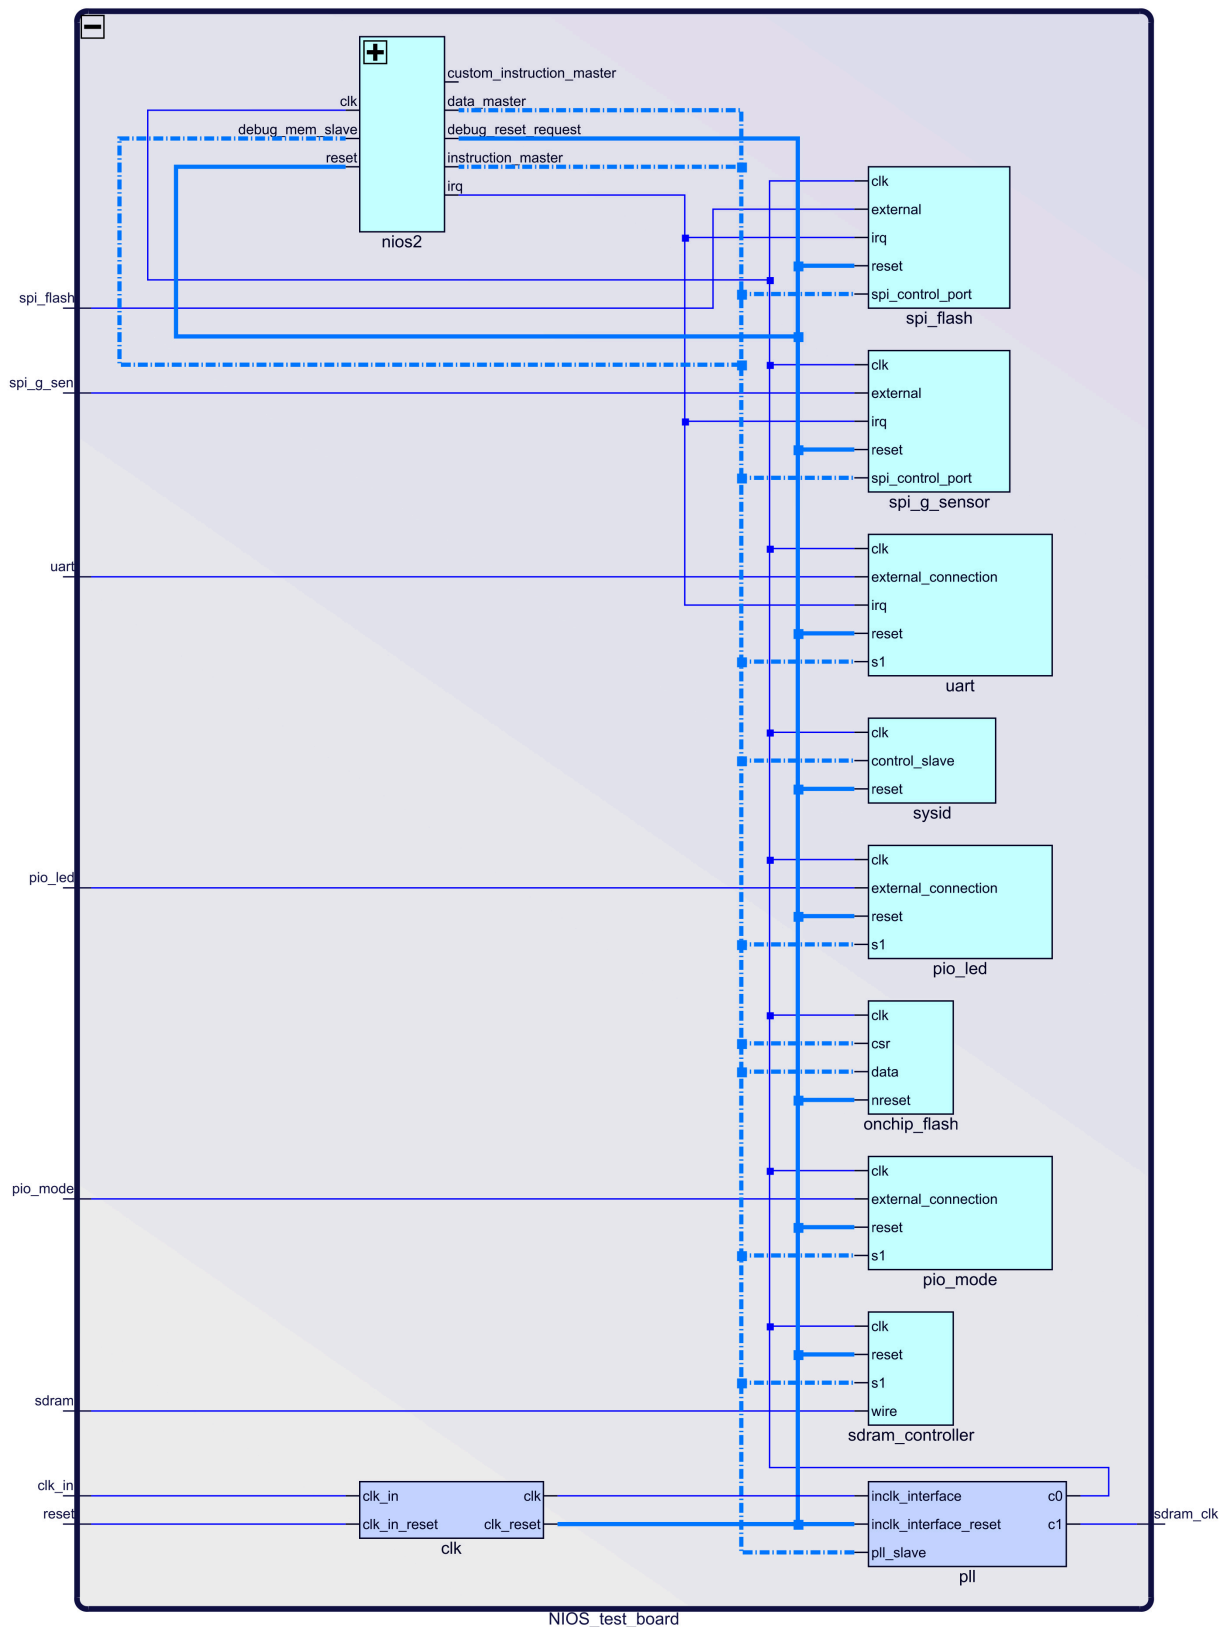 custom_instruction_master
clk
data_master
debug_mem_slave
debug_reset_request
reset
instruction_master
irq
nios2
clk
external
irq
reset
spi_control_port
spi_flash
spi_flash
clk
spi_g_sen
external
irq
reset
spi_control_port
spi_g_sensor
clk
uart
external_connection
irq
reset
s1
uart
clk
control_slave
reset
sysid
clk
pio_led
external_connection
reset
s1
pio_led
clk
csr
data
nreset
onchip_flash
clk
pio_mode
external_connection
reset
s1
pio_mode
clk
reset
s1
sdram
wire
sdram_controller
clk_in
clk_in
clk
inclk_interface
c0
reset
clk_in_reset
clk_reset
inclk_interface_reset
c1
sdram_clk
clk
pll_slave
pll
NIOS_test_board